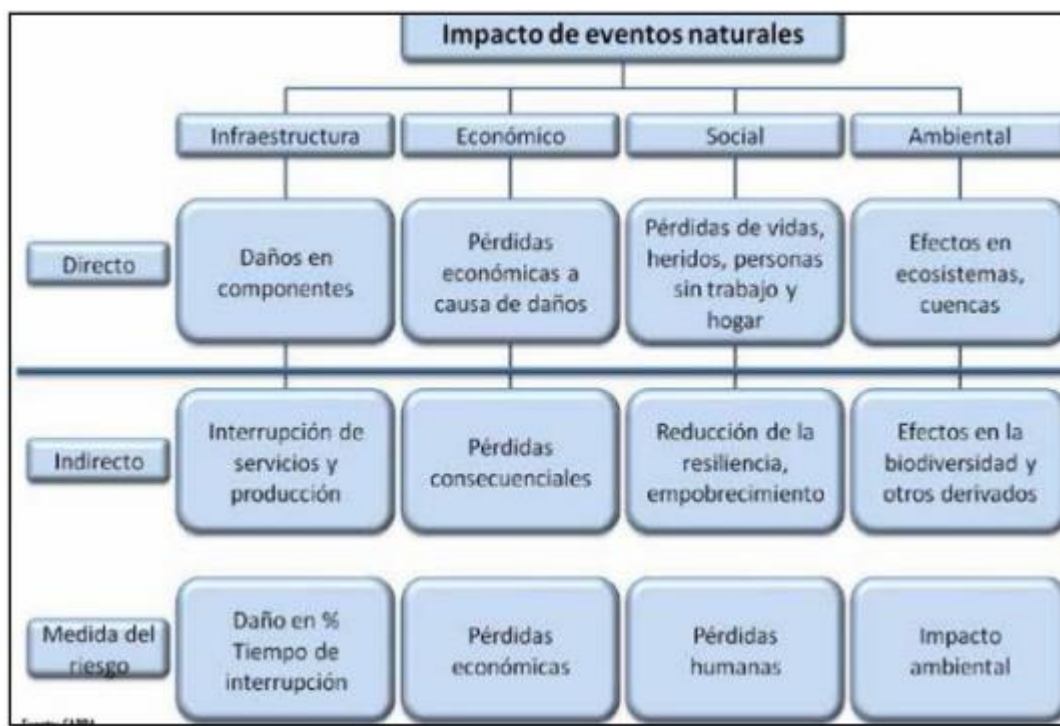 Impacto de eventos naturales
Infraestructura
Económico
Social
Ambiental
Directo
Daños en
componentes
Pérdidas
económicas a
causa de daños
Pérdidas de vidas,
heridos, personas
sin trabajo y
hogar
Efectos en
ecosistemas,
cuencas
Indirecto
Interrupción de
servicios y
producción
Pérdidas
consecuenciales
Reducción de la
resiliencia,
empobrecimiento
Efectos en la
biodiversidad y
otros derivados
Medida del
riesgo
Daño en %
Tiempo de
interrupción
Pérdidas
económicas
Pérdidas
humanas
Impacto
ambiental